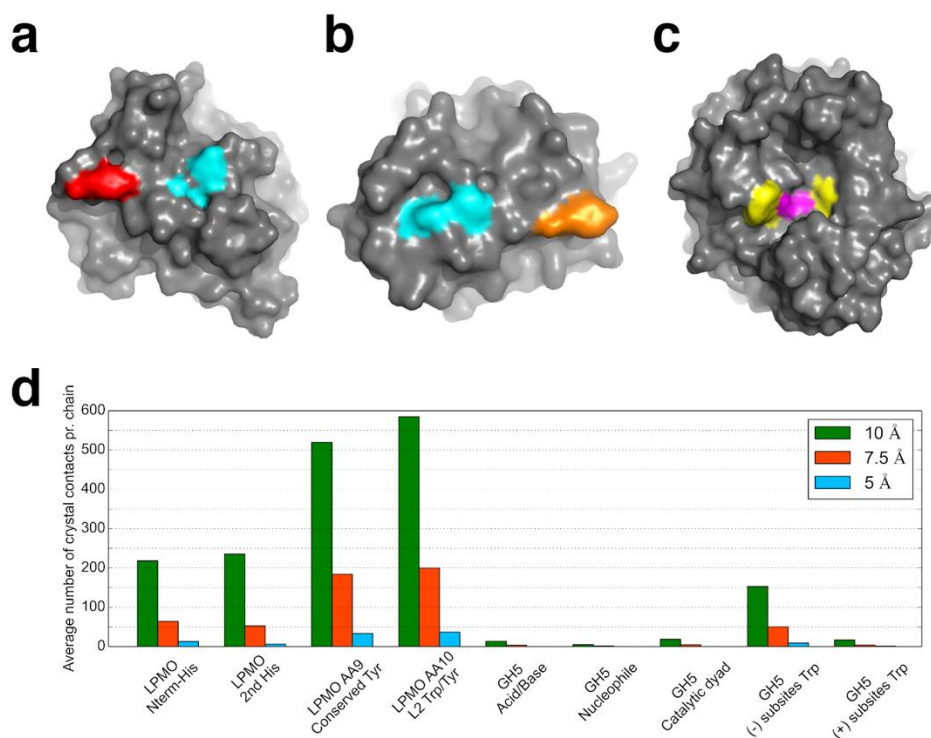 a
b
c
d
Average number of crystal contacts pr. chain
600
500
400
300
200
100
0
10 Å
7.5 Å
5 Å
LPMO
Nterm-His
LPMO
2nd His
LPMO AA9
Conserved Tyr
LPMO AA10
L2 Trp/Tyr
GH5
Acid/Base
GH5
Nucleophile
GH5
Catalytic dyad
GH5
(-) subsites Trp
GH5
(+) subsites Trp